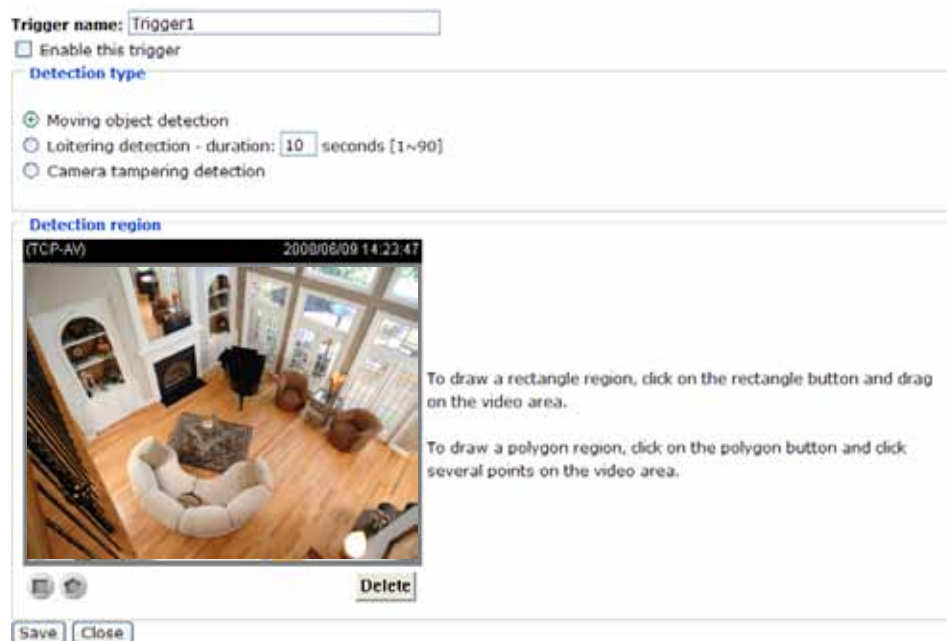 Trigger name: Trigger1
Enable this trigger
Detection type
Moving object detection
Loitering detection - duration: 10 seconds [1~90]
Camera tampering detection
Detection region
(TCP-AV) 2008/06/09 14:23:47
To draw a rectangle region, click on the rectangle button and drag
on the video area.
To draw a polygon region, click on the polygon button and click
several points on the video area.
Delete
Save Close